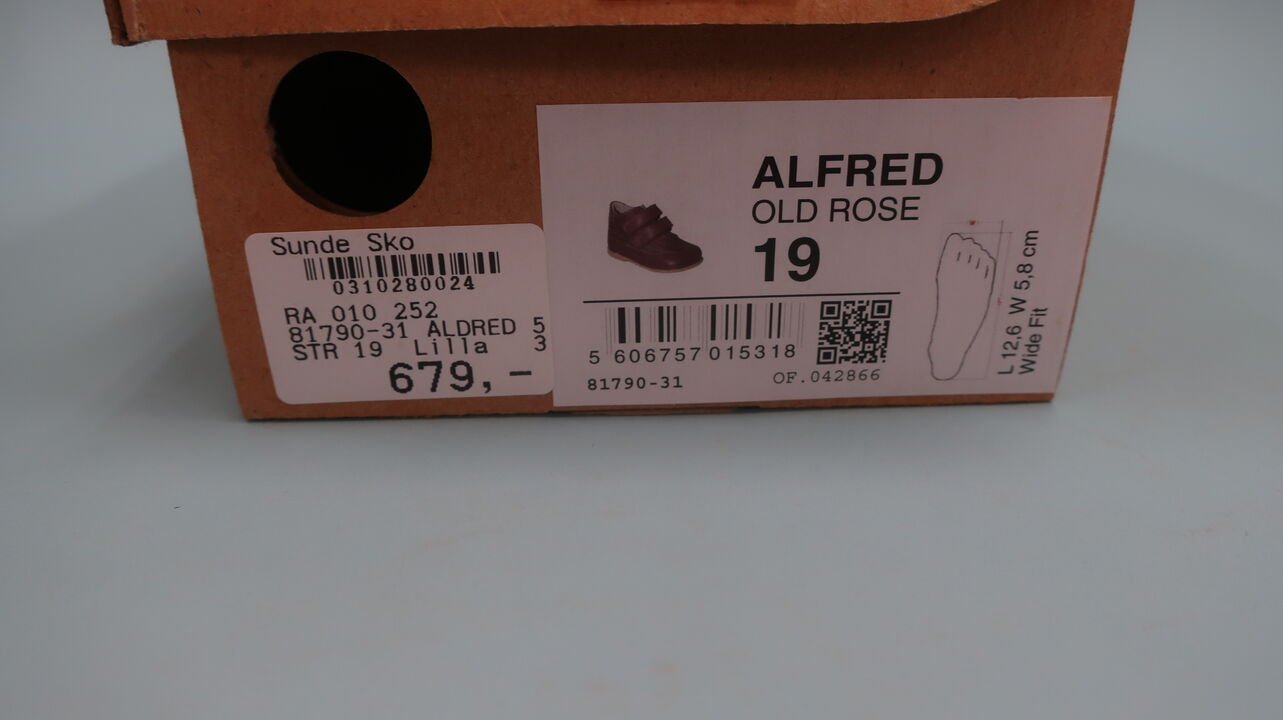 Sunde Sko
0310280024
RA 010 252
81790-31 ALDRED 5
STR 19 Lilla 3
679,-
ALFRED
OLD ROSE
19
5 606757 015318
81790-31 OF.042866
L 12,6 W 5,8 cm
Wide Fit